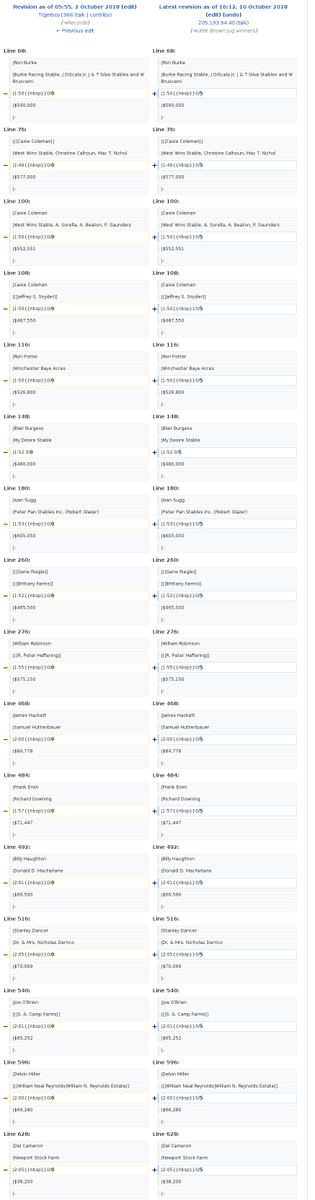 Revision as of 05:55, 2 October 2018 (edit)
Tigerboy1966 (talk | contribs)
(→Records)
← Previous edit
Latest revision as of 16:12, 10 October 2018 (edit) (undo)
205.193.94.40 (talk)
(→Little Brown Jug winners)
Line 68:
Line 68:
|Ron Burke
|Ron Burke
|Burke Racing Stable, J DiScala Jr, J & T Silva Stables and W Bruscemi
|Burke Racing Stable, J DiScala Jr, J & T Silva Stables and W Bruscemi
− |1:50{{nbsp}}0/0
+ |1:50{{nbsp}}0/5
|$590,000
|$590,000
|-
|-
Line 76:
Line 76:
|[[Casie Coleman]]
|[[Casie Coleman]]
|West Wins Stable, Christine Calhoun, Mac T. Nichol
|West Wins Stable, Christine Calhoun, Mac T. Nichol
− |1:49{{nbsp}}0/0
+ |1:49{{nbsp}}0/5
|$577,000
|$577,000
|-
|-
Line 100:
Line 100:
|Casie Coleman
|Casie Coleman
|West Wins Stable, A. Sorella, A. Beaton, P. Saunders
|West Wins Stable, A. Sorella, A. Beaton, P. Saunders
− |1:50{{nbsp}}0/0
+ |1:50{{nbsp}}0/5
|$552,551
|$552,551
|-
|-
Line 108:
Line 108:
|Casie Coleman
|Casie Coleman
|[[Jeffrey S. Snyder]]
|[[Jeffrey S. Snyder]]
− |1:50{{nbsp}}0/0
+ |1:50{{nbsp}}0/5
|$487,550
|$487,550
|-
|-
Line 116:
Line 116:
|Ron Potter
|Ron Potter
|Winchester Baye Acres
|Winchester Baye Acres
− |1:50{{nbsp}}0/0
+ |1:50{{nbsp}}0/5
|$526,800
|$526,800
|-
|-
Line 148:
Line 148:
|Blair Burgess
|Blair Burgess
|My Desire Stable
|My Desire Stable
− |1:52 0/0
+ |1:52 0/5
|$480,000
|$480,000
|-
|-
Line 180:
Line 180:
|Ivan Sugg
|Ivan Sugg
|Peter Pan Stables Inc. (Robert Glazer)
|Peter Pan Stables Inc. (Robert Glazer)
− |1:53{{nbsp}}0/0
+ |1:53{{nbsp}}0/5
|$605,050
|$605,050
|-
|-
Line 260:
Line 260:
|[[Gene Riegle]]
|[[Gene Riegle]]
|[[Brittany Farms]]
|[[Brittany Farms]]
− |1:52{{nbsp}}0/0
+ |1:52{{nbsp}}0/5
|$465,500
|$465,500
|-
|-
Line 276:
Line 276:
|William Robinson
|William Robinson
|[[R. Peter Heffering]]
|[[R. Peter Heffering]]
− |1:55{{nbsp}}0/0
+ |1:55{{nbsp}}0/5
|$575,150
|$575,150
|-
|-
Line 468:
Line 468:
|James Hackett
|James Hackett
|Samuel Huttenbauer
|Samuel Huttenbauer
− |2:00{{nbsp}}0/0
+ |2:00{{nbsp}}0/5
|$84,778
|$84,778
|-
|-
Line 484:
Line 484:
|Frank Ervin
|Frank Ervin
|Richard Downing
|Richard Downing
− |1:57{{nbsp}}0/0
+ |1:57{{nbsp}}0/5
|$71,447
|$71,447
|-
|-
Line 492:
Line 492:
|Billy Haughton
|Billy Haughton
|Donald D. Macfarlane
|Donald D. Macfarlane
− |2:01{{nbsp}}0/0
+ |2:01{{nbsp}}0/5
|$66,590
|$66,590
|-
|-
Line 516:
Line 516:
|Stanley Dancer
|Stanley Dancer
|Dr. & Mrs. Nicholas Derrico
|Dr. & Mrs. Nicholas Derrico
− |2:05{{nbsp}}0/0
+ |2:05{{nbsp}}0/5
|$70,069
|$70,069
|-
|-
Line 540:
Line 540:
|Joe O'Brien
|Joe O'Brien
|[[S. A. Camp Farms]]
|[[S. A. Camp Farms]]
− |2:01{{nbsp}}0/0
+ |2:01{{nbsp}}0/5
|$65,252
|$65,252
|-
|-
Line 596:
Line 596:
|Delvin Miller
|Delvin Miller
|[[William Neal Reynolds|William N. Reynolds Estate]]
|[[William Neal Reynolds|William N. Reynolds Estate]]
− |2:00{{nbsp}}0/0
+ |2:00{{nbsp}}0/5
|$66,280
|$66,280
|-
|-
Line 628:
Line 628:
|Del Cameron
|Del Cameron
|Newport Stock Farm
|Newport Stock Farm
− |2:05{{nbsp}}0/0
+ |2:05{{nbsp}}0/5
|$38,200
|$38,200
|-
|-